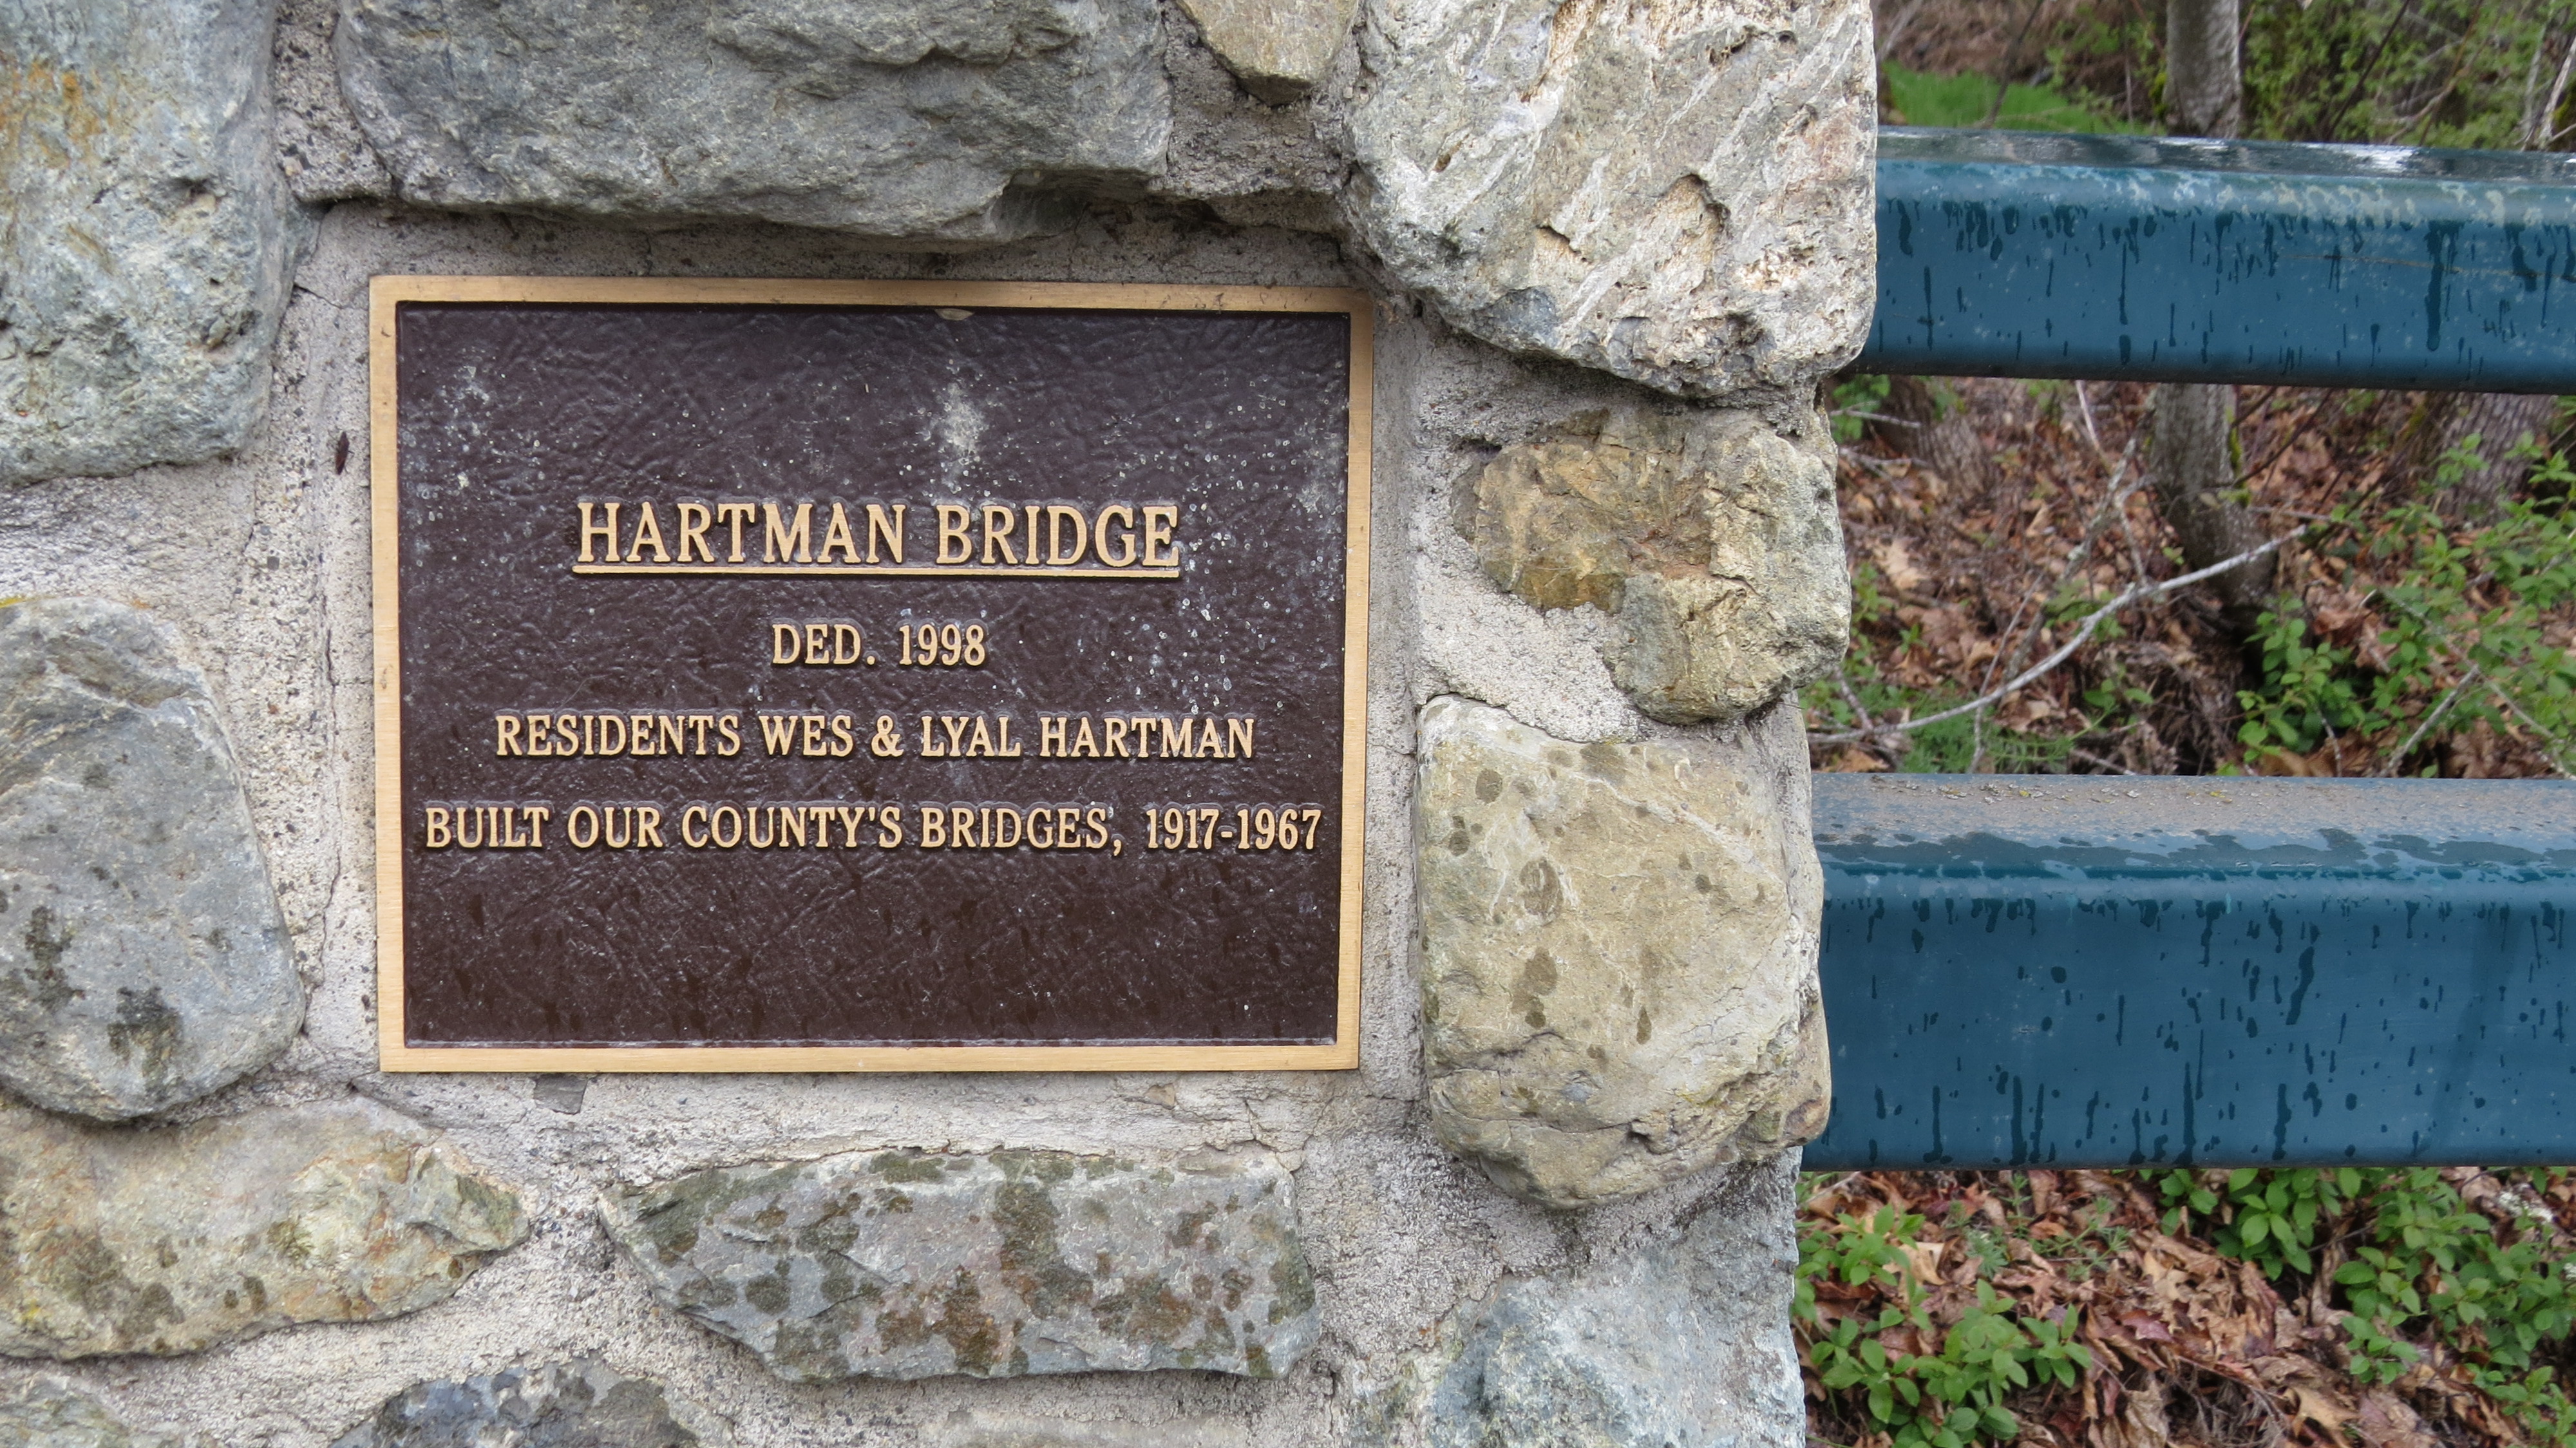 HARTMAN BRIDGE
DED. 1998
RESIDENTS WES & LYAL HARTMAN
BUILT OUR COUNTY'S BRIDGES, 1917-1967